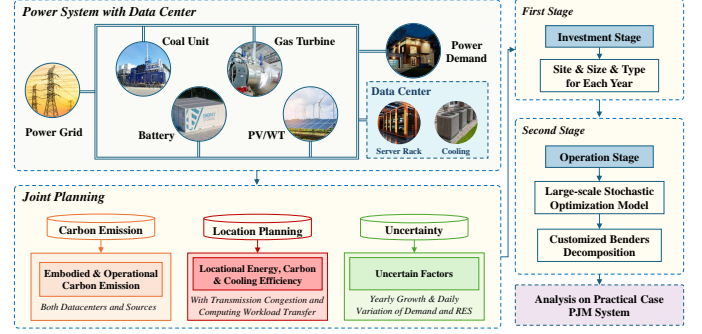 Power System with Data Center
Coal Unit
Gas Turbine
Power
Demand
Power Grid
Battery
PV/WT
Data Center
Server Rack
Cooling
Joint Planning
Carbon Emission
Location Planning
Uncertainty
Embodied & Operational
Carbon Emission
Both Datacenters and Sources
Locational Energy, Carbon
& Cooling Efficiency
With Transmission Congestion and
Computing Workload Transfer
Uncertain Factors
Yearly Growth & Daily
Variation of Demand and RES
First Stage
Investment Stage
Site & Size & Type
for Each Year
Second Stage
Operation Stage
Large-scale Stochastic
Optimization Model
Customized Benders
Decomposition
Analysis on Practical Case
PJM System